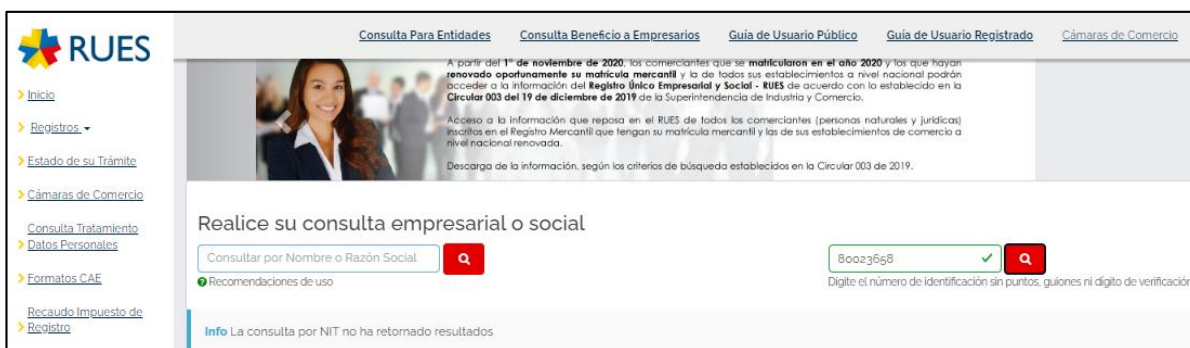 RUES
Consulta Para Entidades Consulta Beneficio a Empresarios Guía de Usuario Público Guía de Usuario Registrado Cámaras de Comercio
Inicio
Registros
Estado de su Trámite
Cámaras de Comercio
Consulta Tratamiento
Datos Personales
Formatos CAE
Recaudo Impuesto de
Registro
A partir del 1° de noviembre de 2020, los comerciantes que se matricularon en el año 2020 y los que hayan
renovado oportunamente su matrícula mercantil y la de todos sus establecimientos a nivel nacional podrán
acceder a la información del Registro Único Empresarial y Social - RUES de acuerdo con lo establecido en la
Circular 003 del 19 de diciembre de 2019 de la Superintendencia de Industria y Comercio.
Acceso a la información que reposa en el RUES de todos los comerciantes (personas naturales y jurídicas)
inscritos en el Registro Mercantil que tengan su matrícula mercantil y las de sus establecimientos de comercio a
nivel nacional renovada.
Descarga de la información, según los criterios de búsqueda establecidos en la Circular 003 de 2019.
Realice su consulta empresarial o social
Consultar por Nombre o Razón Social
Recomendaciones de uso
80023658
Digite el número de identificación sin puntos, guiones ni dígito de verificación
Info La consulta por NIT no ha retornado resultados